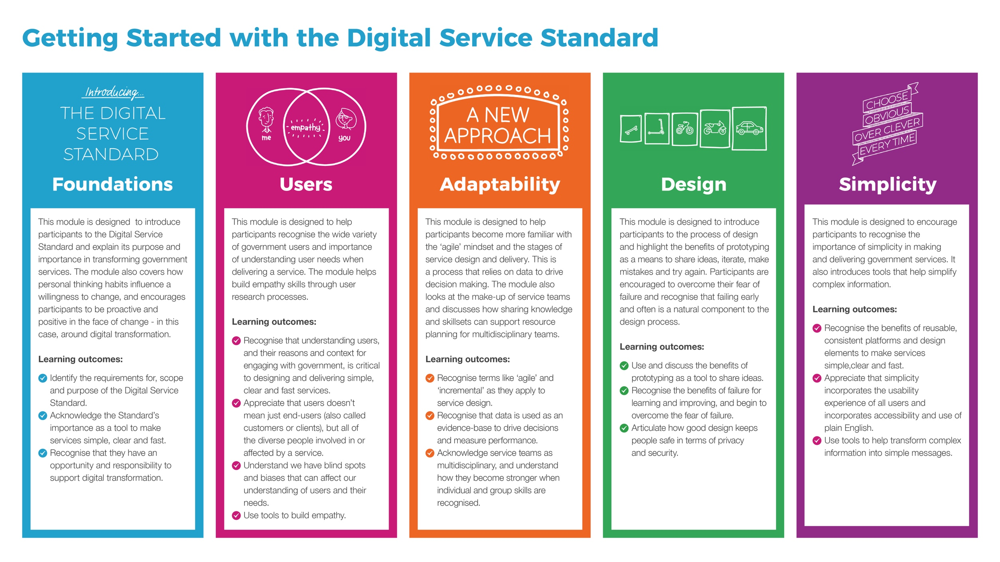 Getting Started with the Digital Service Standard
Introducing...
THE DIGITAL
SERVICE
STANDARD
Foundations
This module is designed  to introduce
participants to the Digital Service
Standard and explain its purpose and
importance in transforming government
services. The module also covers how
personal thinking habits influence a
willingness to change, and encourages
participants to be proactive and
positive in the face of change - in this
case, around digital transformation.
Learning outcomes:
Identify the requirements for, scope
and purpose of the Digital Service
Standard.
Acknowledge the Standard’s
importance as a tool to make
services simple, clear and fast.
Recognise that they have an
opportunity and responsibility to
support digital transformation.
me
empathy
you
Users
This module is designed to help
participants recognise the wide variety
of government users and importance
of understanding user needs when
delivering a service. The module helps
build empathy skills through user
research processes.
Learning outcomes:
Recognise that understanding users,
and their reasons and context for
engaging with government, is critical
to designing and delivering simple,
clear and fast services.
Appreciate that users doesn’t
mean just end-users (also called
customers or clients), but all of
the diverse people involved in or
affected by a service.
Understand we have blind spots
and biases that can affect our
understanding of users and their
needs.
Use tools to build empathy.
A NEW
APPROACH
Adaptability
This module is designed to help
participants become more familiar with
the ‘agile’ mindset and the stages of
service design and delivery. This is
a process that relies on data to drive
decision making. The module also
looks at the make-up of service teams
and discusses how sharing knowledge
and skillsets can support resource
planning for multidisciplinary teams.
Learning outcomes:
Recognise terms like ‘agile’ and
‘incremental’ as they apply to
service design.
Recognise that data is used as an
evidence-base to drive decisions
and measure performance.
Acknowledge service teams as
multidisciplinary, and understand
how they become stronger when
individual and group skills are
recognised.
Design
This module is designed to introduce
participants to the process of design
and highlight the benefits of prototyping
as a means to share ideas, iterate, make
mistakes and try again. Participants are
encouraged to overcome their fear of
failure and recognise that failing early
and often is a natural component to the
design process.
Learning outcomes:
Use and discuss the benefits of
prototyping as a tool to share ideas.
Recognise the benefits of failure for
learning and improving, and begin to
overcome the fear of failure.
Articulate how good design keeps
people safe in terms of privacy
and security.
CHOOSE
OBVIOUS
OVER CLEVER
EVERY TIME
Simplicity
This module is designed to encourage
participants to recognise the
importance of simplicity in making
and delivering government services. It
also introduces tools that help simplify
complex information.
Learning outcomes:
Recognise the benefits of reusable,
consistent platforms and design
elements to make services
simple,clear and fast.
Appreciate that simplicity
incorporates the usability
experience of all users and
incorporates accessibility and use of
plain English.
Use tools to help transform complex
information into simple messages.